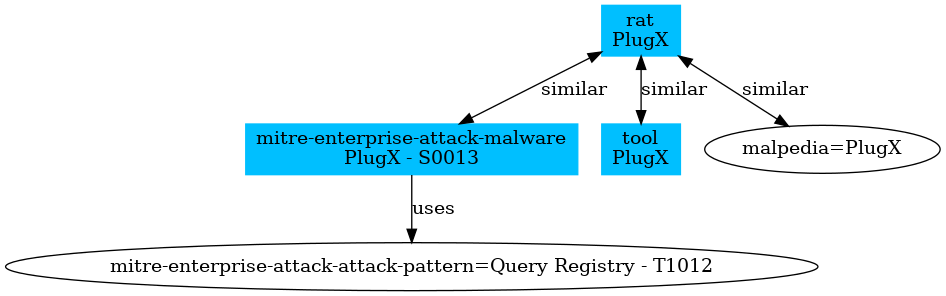 rat
PlugX
similar
similar
similar
mitre-enterprise-attack-malware
PlugX - S0013
tool
PlugX
malpedia=PlugX
uses
mitre-enterprise-attack-attack-pattern=Query Registry - T1012